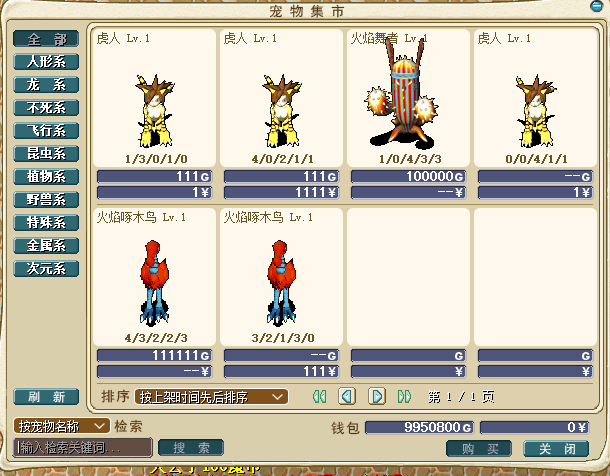 宠物集市
全 部
人形系
龙 系
不死系
飞行系
昆虫系
植物系
野兽系
特殊系
金属系
次元系
刷 新
虎人 Lv.1
1/3/0/1/0
111G
1¥
虎人 Lv.1
4/0/2/1/1
111G
1111¥
火焰舞者 Lv.1
1/0/4/3/3
100000G
--¥
虎人 Lv.1
0/0/4/1/1
--G
1¥
火焰啄木鸟 Lv.1
4/3/2/2/3
111111G
--¥
火焰啄木鸟 Lv.1
3/2/1/3/0
--G
111¥
G
¥
G
¥
排序 按上架时间先后排序 第 1 / 1 页
按宠物名称 检索
钱包 9950800G 0¥
输入检索关键词...
搜 索
购 买
关 闭